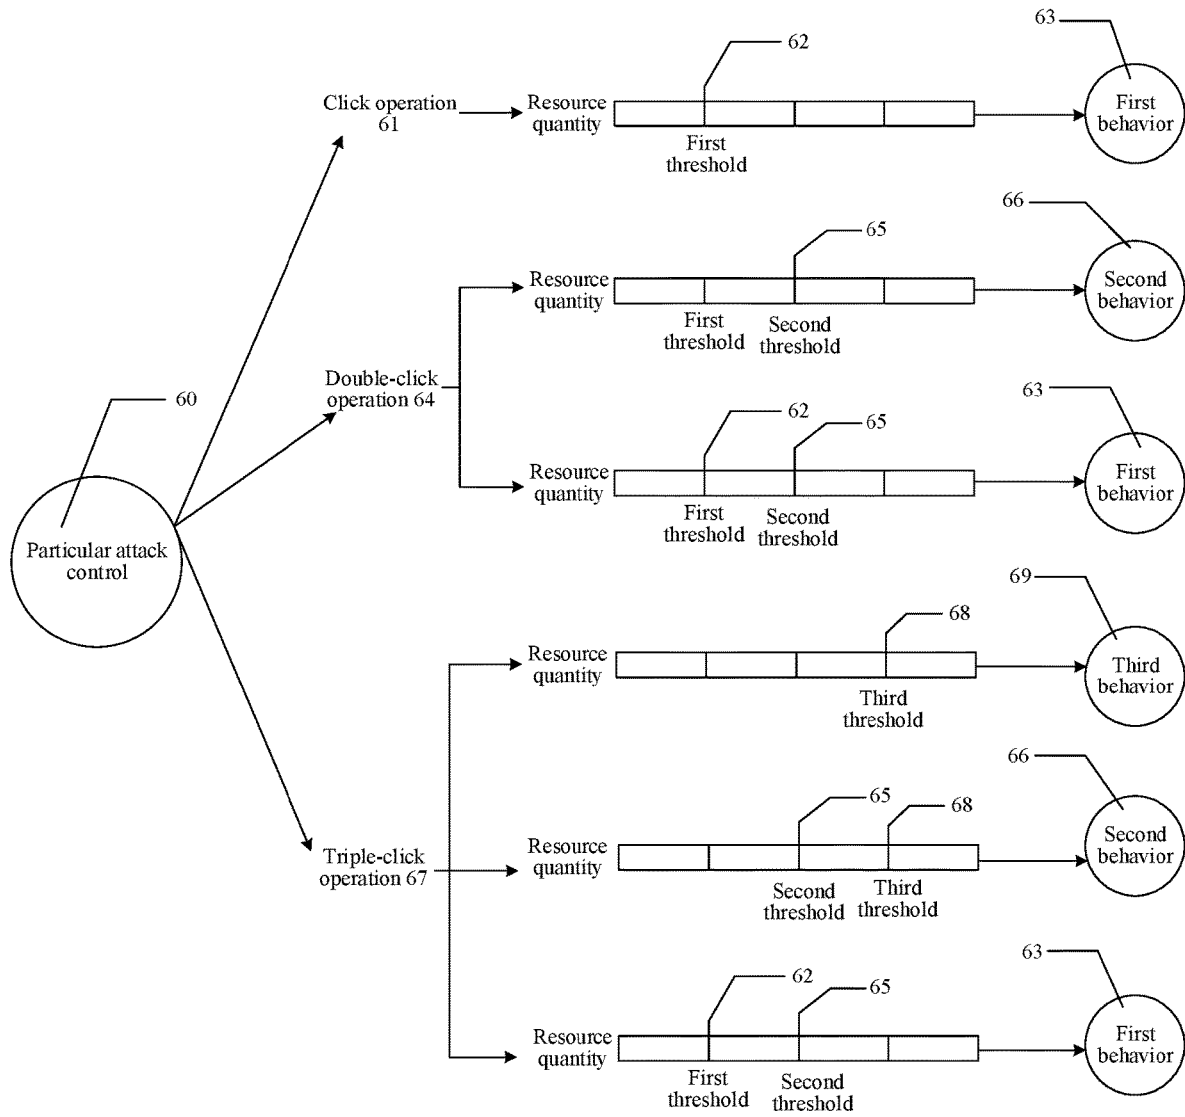 62
63
Click operation
61
Resource
quantity
First
threshold
First
behavior
65
66
Resource
quantity
First
threshold
Second
threshold
Second
behavior
Double-click
operation 64
60
62
65
63
Resource
quantity
First
threshold
Second
threshold
First
behavior
Particular attack
control
68
69
Resource
quantity
Third
threshold
Third
behavior
65
68
66
Triple-click
operation 67
Resource
quantity
Second
threshold
Third
threshold
Second
behavior
62
65
63
Resource
quantity
First
threshold
Second
threshold
First
behavior